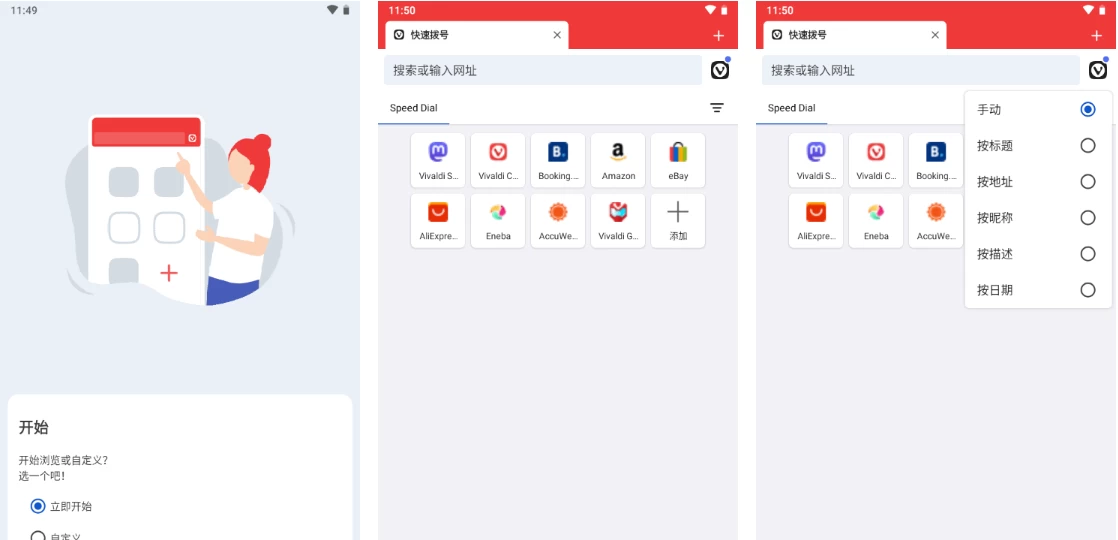 11:49
开始
开始浏览或自定义?
选一个吧!
立即开始
自定义
11:50
快速拨号
搜索或输入网址
Speed Dial
Vivaldi S...
Vivaldi C...
Booking....
Amazon
eBay
AliExpre...
Eneba
AccuWe...
Vivaldi G...
添加
11:50
快速拨号
搜索或输入网址
Speed Dial
Vivaldi S...
Vivaldi C...
Booking.
AliExpre...
Eneba
AccuWe...
手动
按标题
按地址
按昵称
按描述
按日期